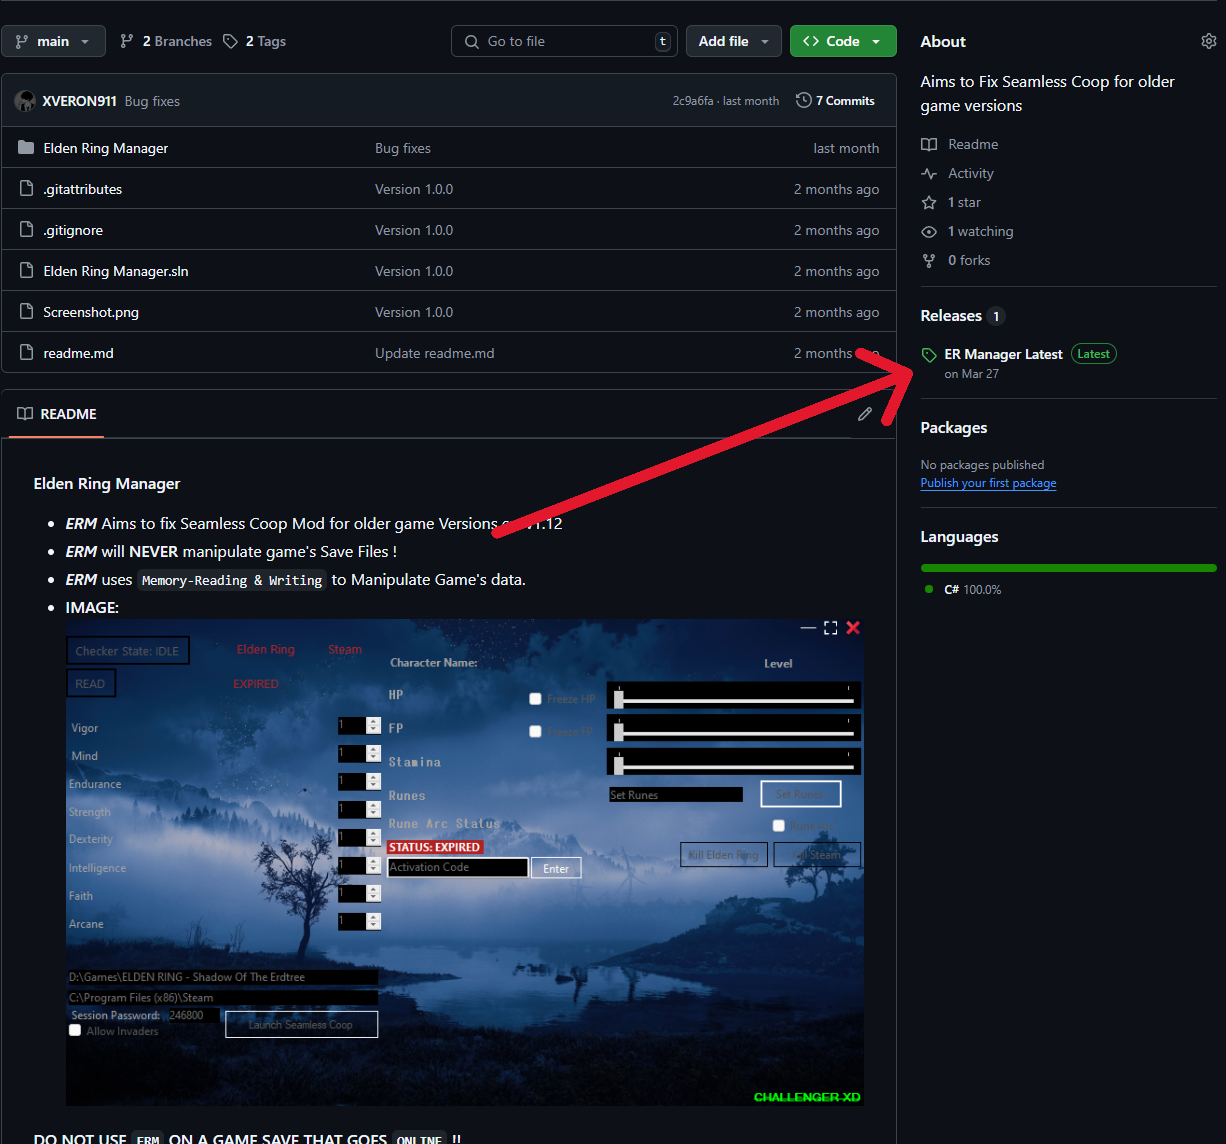 main
2 Branches
2 Tags
Go to file
t
Add file
<> Code
XVERON911 Bug fixes
2c9a6fa · last month
7 Commits
Elden Ring Manager
Bug fixes
last month
.gitattributes
Version 1.0.0
2 months ago
.gitignore
Version 1.0.0
2 months ago
Elden Ring Manager.sln
Version 1.0.0
2 months ago
Screenshot.png
Version 1.0.0
2 months ago
readme.md
Update readme.md
2 months ago
README
Elden Ring Manager
• ERM Aims to fix Seamless Coop Mod for older game Versions v1.12
• ERM will NEVER manipulate game's Save Files !
• ERM uses Memory-Reading & Writing to Manipulate Game's data.
• IMAGE:
Checker State: IDLE
Elden Ring
Steam
READ
EXPIRED
Character Name:
Level
HP
Freeze HP
FP
Freeze FP
Stamina
Runes
Set Runes
Set Runes
Rune Arc Status
STATUS: EXPIRED
Activation Code
Enter
Kill Elden Ring
Steam
Vigor
1
Mind
1
Endurance
1
Strength
1
Dexterity
1
Intelligence
1
Faith
1
Arcane
1
D:\Games\ELDEN RING - Shadow Of The Erdtree
C:\Program Files (x86)\Steam
Session Password: 246800
Allow Invaders
Launch Seamless Coop
CHALLENGER XD
DO NOT USE ERM ON A GAME SAVE THAT GOES ONLINE !!
About
Aims to Fix Seamless Coop for older
game versions
Readme
Activity
1 star
1 watching
0 forks
Releases 1
ER Manager Latest
Latest
on Mar 27
Packages
No packages published
Publish your first package
Languages
C# 100.0%